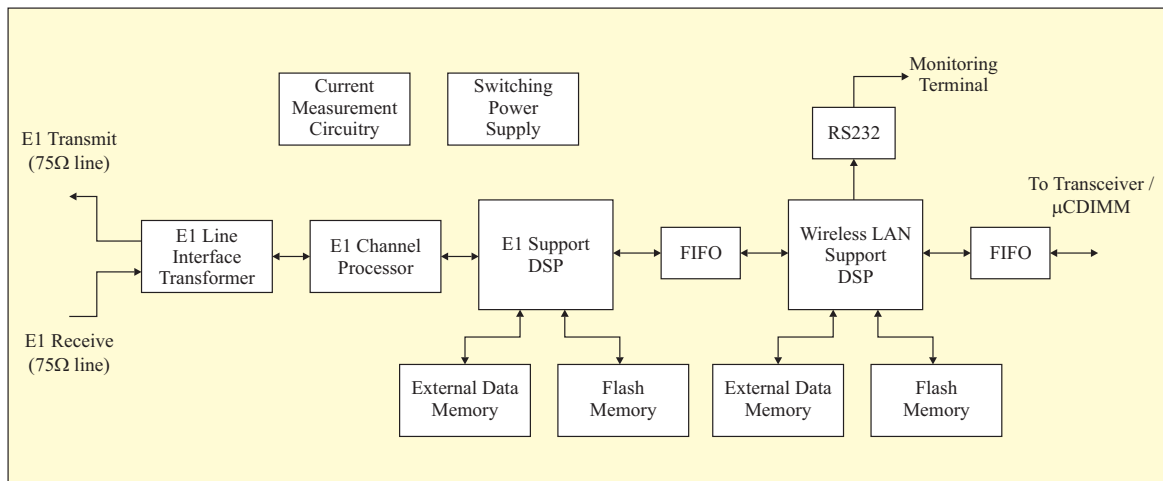 Current
Measurement
Circuitry
Switching
Power
Supply
Monitoring
Terminal
RS232
E1 Transmit
(75Ω line)
To Transceiver /
µCDIMM
E1 Line
Interface
Transformer
E1 Channel
Processor
E1 Support
DSP
FIFO
Wireless LAN
Support
DSP
FIFO
E1 Receive
(75Ω line)
External Data
Memory
Flash
Memory
External Data
Memory
Flash
Memory